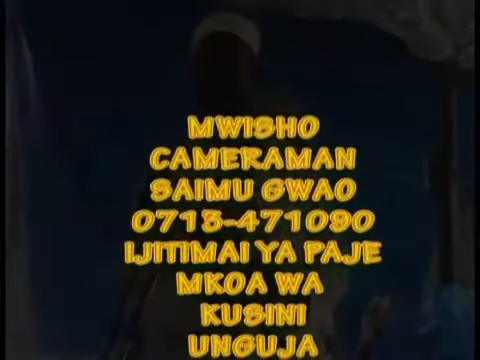 MWISHO
CAMERAMAN
SAIMU GWAO
0713-471090
IJITIMAI YA PAJE
MKOA WA
KUSINI
UNGUJA